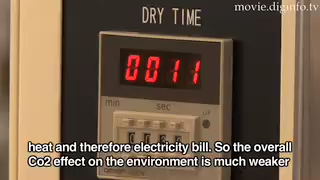 movie.diginfo.tv
DRY TIME
0011
min sec
heat and therefore electricity bill. So the overall
Co2 effect on the environment is much weaker